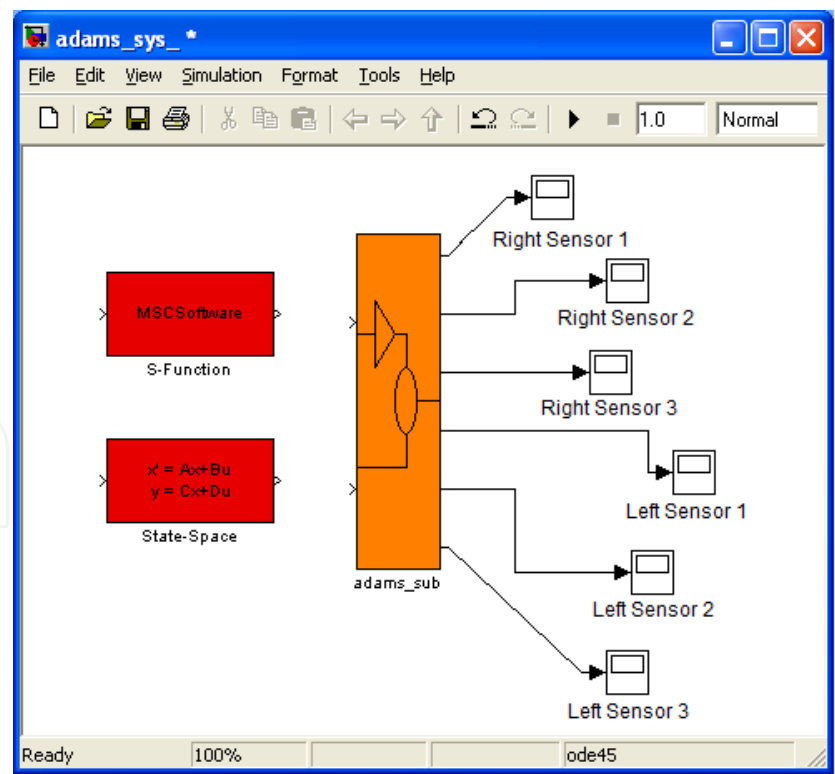 adams_sys_ *
File Edit View Simulation Format Tools Help
1.0 Normal
Right Sensor 1
MSCSoftware
Right Sensor 2
S-Function
Right Sensor 3
x' = Ax+Bu
y = Cx+Du
Left Sensor 1
State-Space
adams_sub
Left Sensor 2
Left Sensor 3
Ready 100% ode45